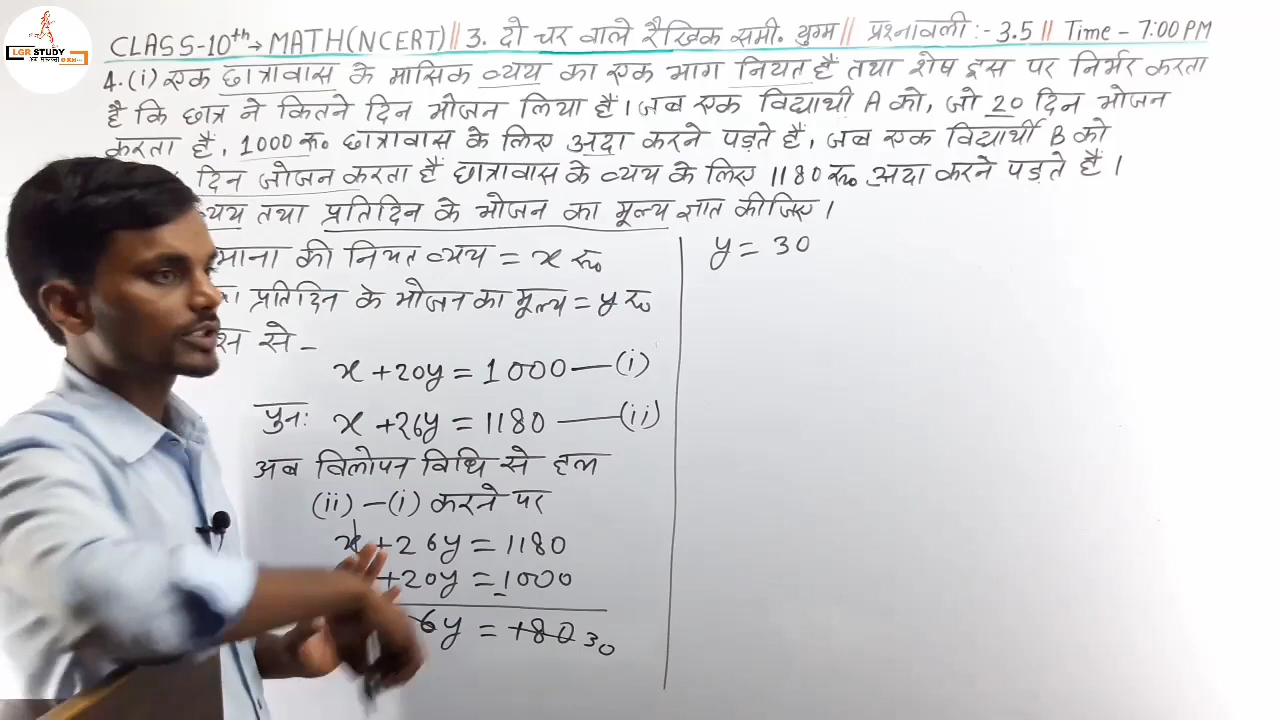 LGR STUDY
CLASS-10th → MATH(NCERT) || 3. दो चर वाले रैखिक समी. युग्म || प्रश्नावली :- 3.5 || Time - 7:00 PM
4.(i) एक छात्रावास के मासिक व्यय का एक भाग नियत हैं तथा शेष इस पर निर्भर करता
है कि छात्र ने कितने दिन भोजन लिया हैं। जब एक विद्यार्थी A को, जो 20 दिन भोजन
करता हैं, 1000 रू० छात्रावास के लिए अदा करने पड़ते हैं, जब एक विद्यार्थी B को
दिन भोजन करता हैं छात्रावास के व्यय के लिए 1180 रू० अदा करने पड़ते हैं।
व्यय तथा प्रतिदिन के भोजन का मूल्य ज्ञात कीजिए।
माना की नियत व्यय = x रू०
प्रतिदिन के भोजन का मूल्य = y रू०
से -
x + 20y = 1000 — (i)
पुनः x + 26y = 1180 — (ii)
अब विलोपन विधि से हल
(ii) - (i) करने पर
x + 26y = 1180
+ 20y = 1000
6y = 180 30
y = 30